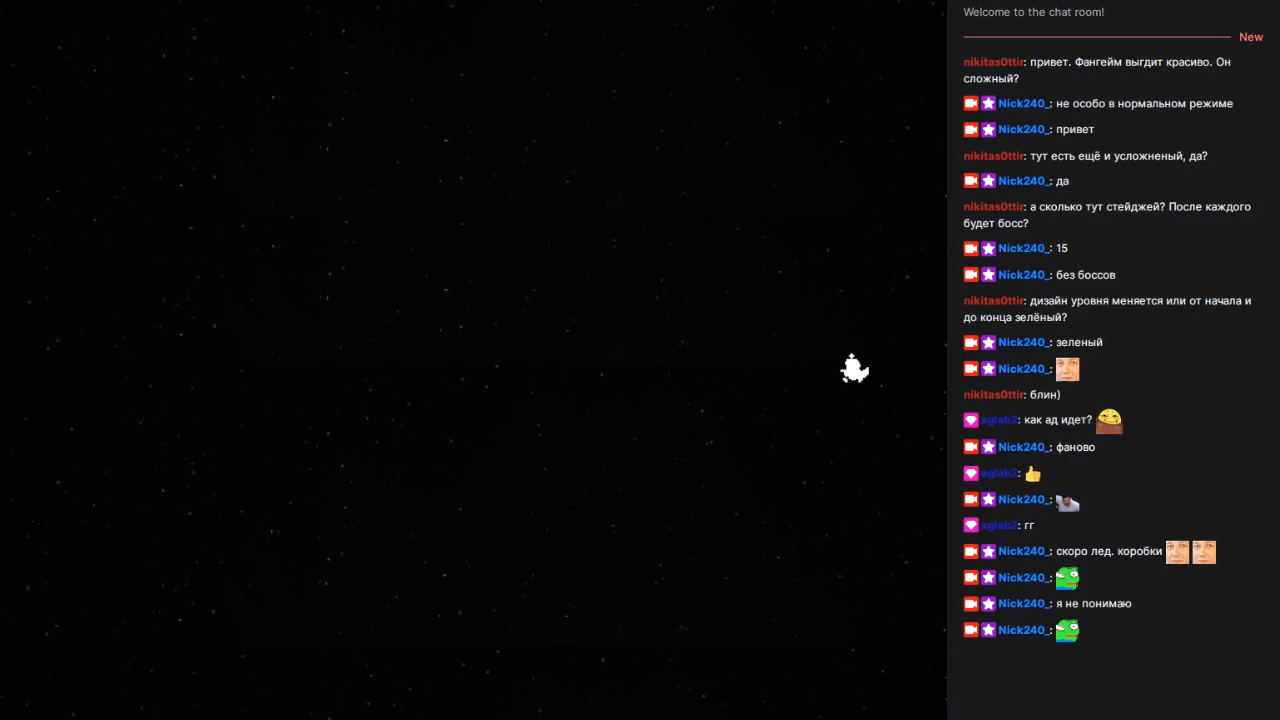 Welcome to the chat room!
New
nikitas0ttir: привет. Фангейм выгдит красиво. Он
сложный?
Nick240_: не особо в нормальном режиме
Nick240_: привет
nikitas0ttir: тут есть ещё и усложненый, да?
Nick240_: да
nikitas0ttir: а сколько тут стейджей? После каждого
будет босс?
Nick240_: 15
Nick240_: без боссов
nikitas0ttir: дизайн уровня меняется или от начала и
до конца зелёный?
Nick240_: зеленый
Nick240_:
nikitas0ttir: блин)
aglab2: как ад идет?
Nick240_: фаново
aglab2:
Nick240_:
aglab2: гг
Nick240_: скоро лед. коробки
Nick240_:
Nick240_: я не понимаю
Nick240_: